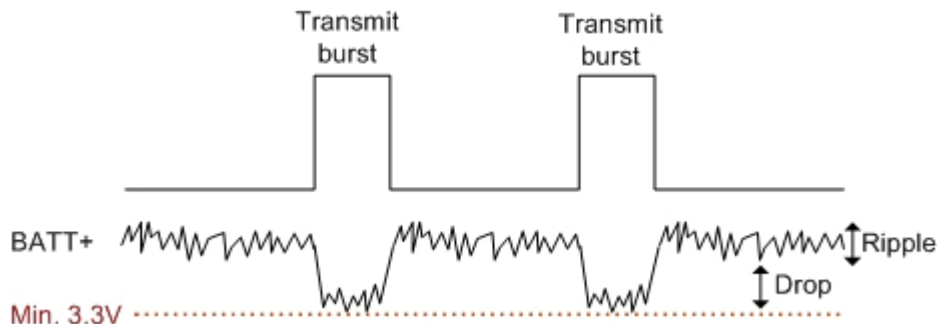 Transmit
burst
Transmit
burst
BATT+
Ripple
Drop
Min. 3.3V